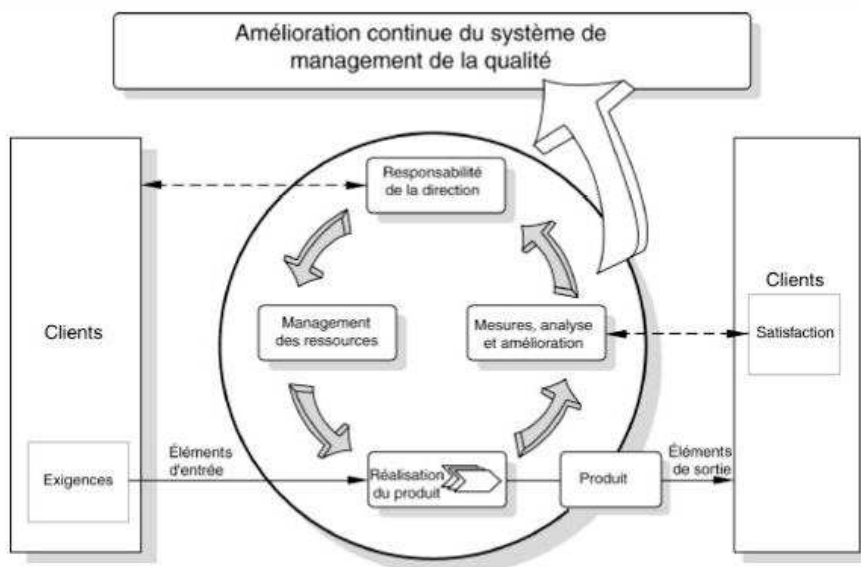 Amélioration continue du système de
management de la qualité
Responsabilité
de la direction
Clients
Clients
Management
des ressources
Mesures, analyse
et amélioration
Satisfaction
Éléments
d'entrée
Exigences
Réalisation
du produit
Produit
Éléments
de sortie